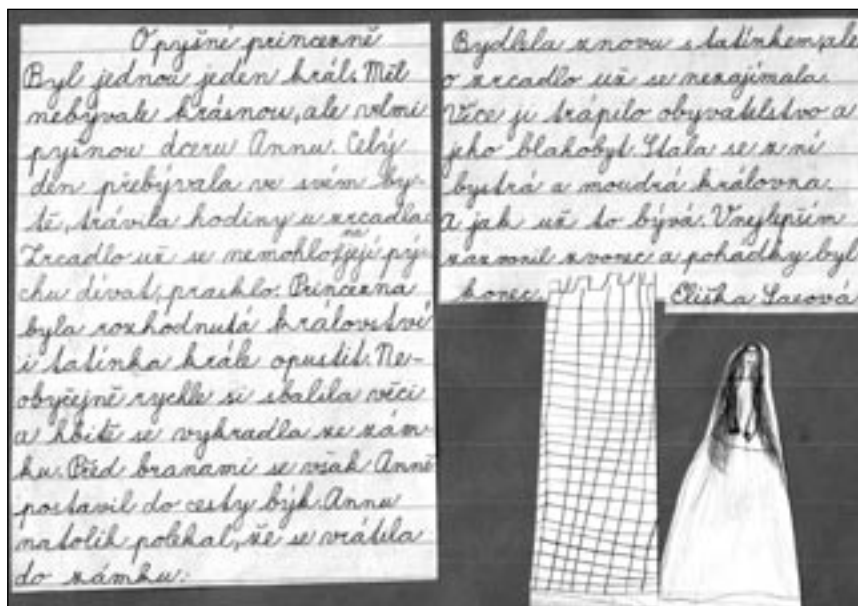 O pyšné princezně
Byl jednou jeden král. Měl
nebývale krásnou, ale velmi
pyšnou dceru Annu. Celý
den přebývala ve svém by-
tě, trávila hodiny u zrcadla.
Zrcadlo už se nemohlo na její pý-
chu dívat, prasklo. Princezna
byla rozhodnutá království
i tatínka krále opustit. Ne-
obyčejně rychle si sbalila věci
a hbitě se vykradla ze zám-
ku. Před branami se však Anně
postavil do cesty býk. Annu
natolik polekal, že se vrátila
do zámku.
Bydlela znovu s tatínkem, ale
o zrcadlo už se nezajímala.
Více ji trápilo obyvatelstvo a
jeho blahobyt. Stala se z ní
bystrá a moudrá královna.
A jak už to bývá. V nejlepším
zazvonil zvonec a pohádky byl
konec.
Eliška